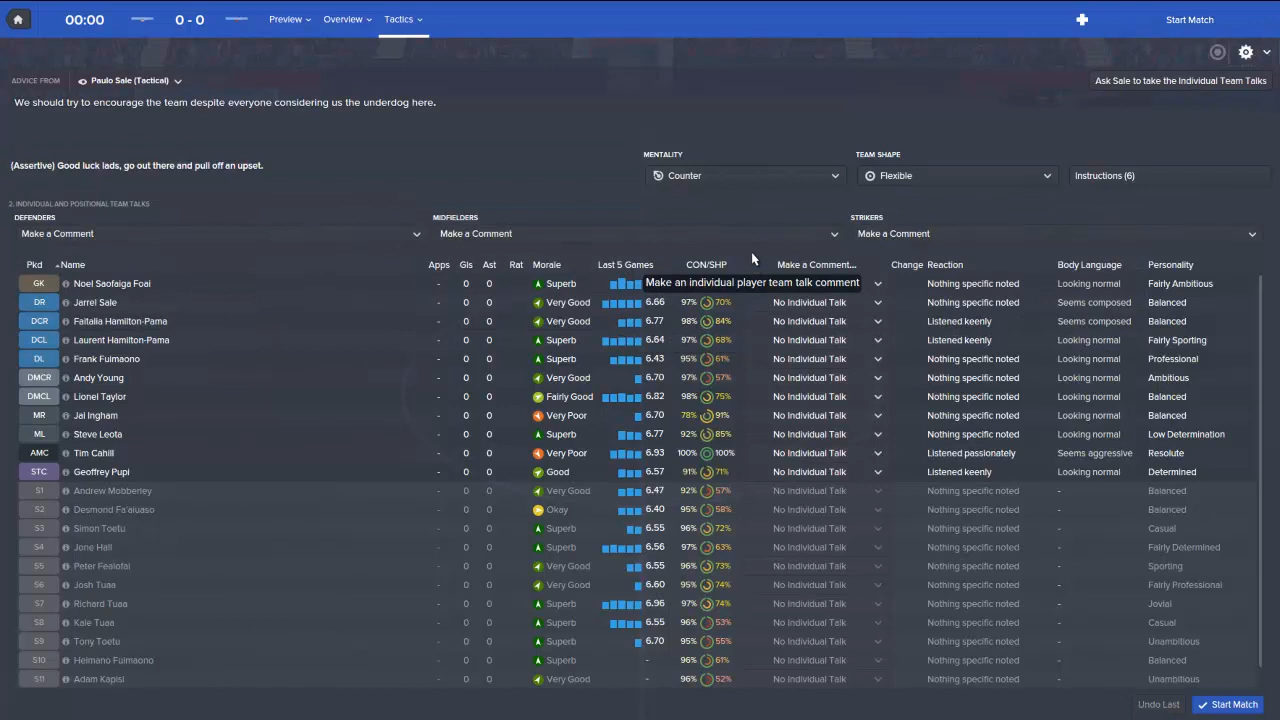 00:00 0 - 0 Preview Overview Tactics Start Match
ADVICE FROM Paulo Sale (Tactical) Ask Sale to take the Individual Team Talks
We should try to encourage the team despite everyone considering us the underdog here.
MENTALITY TEAM SHAPE
(Assertive) Good luck lads, go out there and pull off an upset.
Counter Flexible Instructions (6)
2. INDIVIDUAL AND POSITIONAL TEAM TALKS
DEFENDERS MIDFIELDERS STRIKERS
Make a Comment Make a Comment Make a Comment
Pkd Name Apps Gls Ast Rat Morale Last 5 Games CON/SHP Make a Comment... Change Reaction Body Language Personality
GK Noel Saofaiga Foai - 0 0 Superb Make an individual player team talk comment Nothing specific noted Looking normal Fairly Ambitious
DR Jarrel Sale - 0 0 Very Good 6.66 97% 70% No Individual Talk Nothing specific noted Seems composed Balanced
DCR Faitalia Hamilton-Pama - 0 0 Very Good 6.77 98% 84% No Individual Talk Listened keenly Seems composed Balanced
DCL Laurent Hamilton-Pama - 0 0 Superb 6.64 97% 68% No Individual Talk Listened keenly Looking normal Fairly Sporting
DL Frank Fuimaono - 0 0 Superb 6.43 95% 61% No Individual Talk Nothing specific noted Looking normal Professional
DMCR Andy Young - 0 0 Very Good 6.70 97% 57% No Individual Talk Nothing specific noted Looking normal Ambitious
DMCL Lionel Taylor - 0 0 Fairly Good 6.82 98% 75% No Individual Talk Nothing specific noted Looking normal Balanced
MR Jai Ingham - 0 0 Very Poor 6.70 78% 91% No Individual Talk Nothing specific noted Looking normal Balanced
ML Steve Leota - 0 0 Superb 6.77 92% 85% No Individual Talk Nothing specific noted Looking normal Low Determination
AMC Tim Cahill - 0 0 Very Poor 6.93 100% 100% No Individual Talk Listened passionately Seems aggressive Resolute
STC Geoffrey Pupi - 0 0 Good 6.57 91% 71% No Individual Talk Listened keenly Looking normal Determined
S1 Andrew Mobberley - 0 0 Very Good 6.47 92% 57% No Individual Talk Nothing specific noted - Balanced
S2 Desmond Fa'aiuaso - 0 0 Okay 6.40 95% 58% No Individual Talk Nothing specific noted - Balanced
S3 Simon Toetu - 0 0 Superb 6.55 96% 72% No Individual Talk Nothing specific noted - Casual
S4 Jone Hall - 0 0 Superb 6.56 97% 63% No Individual Talk Nothing specific noted - Fairly Determined
S5 Peter Fealofai - 0 0 Very Good 6.55 96% 73% No Individual Talk Nothing specific noted - Sporting
S6 Josh Tuaa - 0 0 Very Good 6.60 95% 74% No Individual Talk Nothing specific noted - Fairly Professional
S7 Richard Tuaa - 0 0 Superb 6.96 97% 74% No Individual Talk Nothing specific noted - Jovial
S8 Kale Tuaa - 0 0 Superb 6.55 96% 53% No Individual Talk Nothing specific noted - Casual
S9 Tony Toetu - 0 0 Very Good 6.70 95% 55% No Individual Talk Nothing specific noted - Unambitious
S10 Heimano Fuimaono - 0 0 Superb - 96% 61% No Individual Talk Nothing specific noted - Balanced
S11 Adam Kapisi - 0 0 Very Good - 96% 52% No Individual Talk Nothing specific noted - Unambitious
Undo Last Start Match